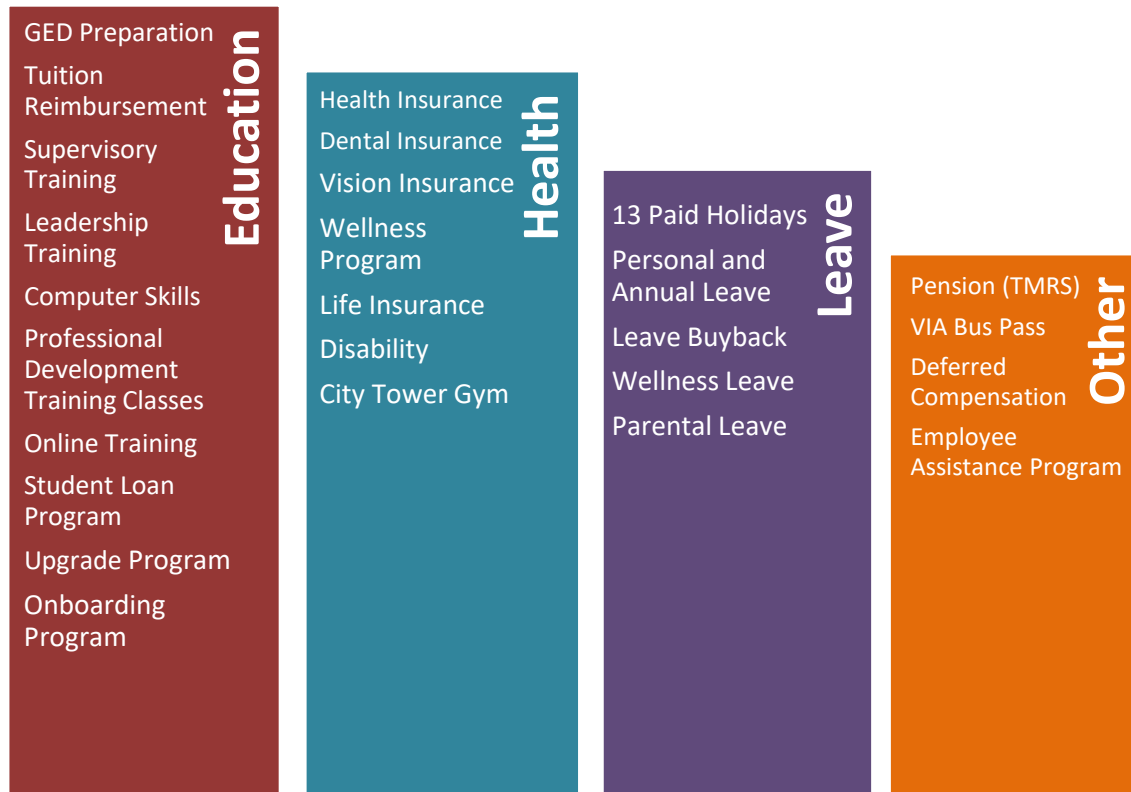 Education
GED Preparation
Tuition
Reimbursement
Supervisory
Training
Leadership
Training
Computer Skills
Professional
Development
Training Classes
Online Training
Student Loan
Program
Upgrade Program
Onboarding
Program
Health
Health Insurance
Dental Insurance
Vision Insurance
Wellness
Program
Life Insurance
Disability
City Tower Gym
Leave
13 Paid Holidays
Personal and
Annual Leave
Leave Buyback
Wellness Leave
Parental Leave
Other
Pension (TMRS)
VIA Bus Pass
Deferred
Compensation
Employee
Assistance Program